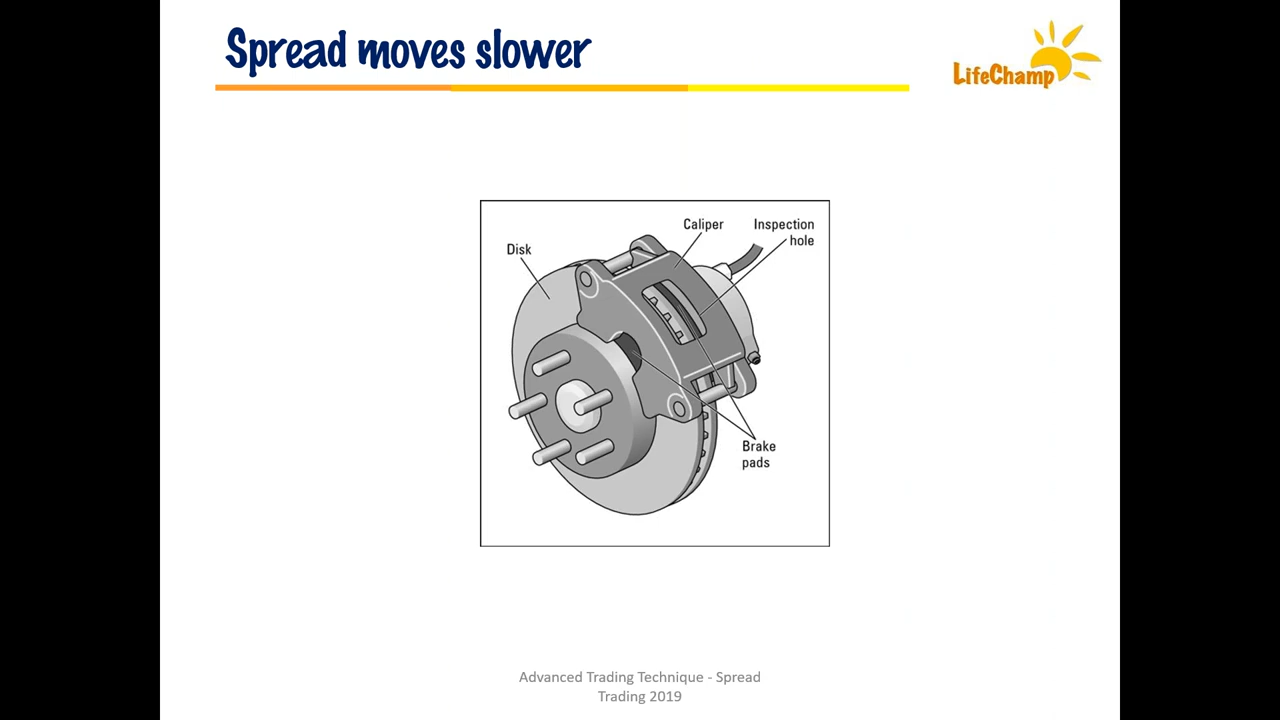 Spread moves slower
LifeChamp
Caliper
Inspection
hole
Disk
Brake
pads
Advanced Trading Technique - Spread
Trading 2019